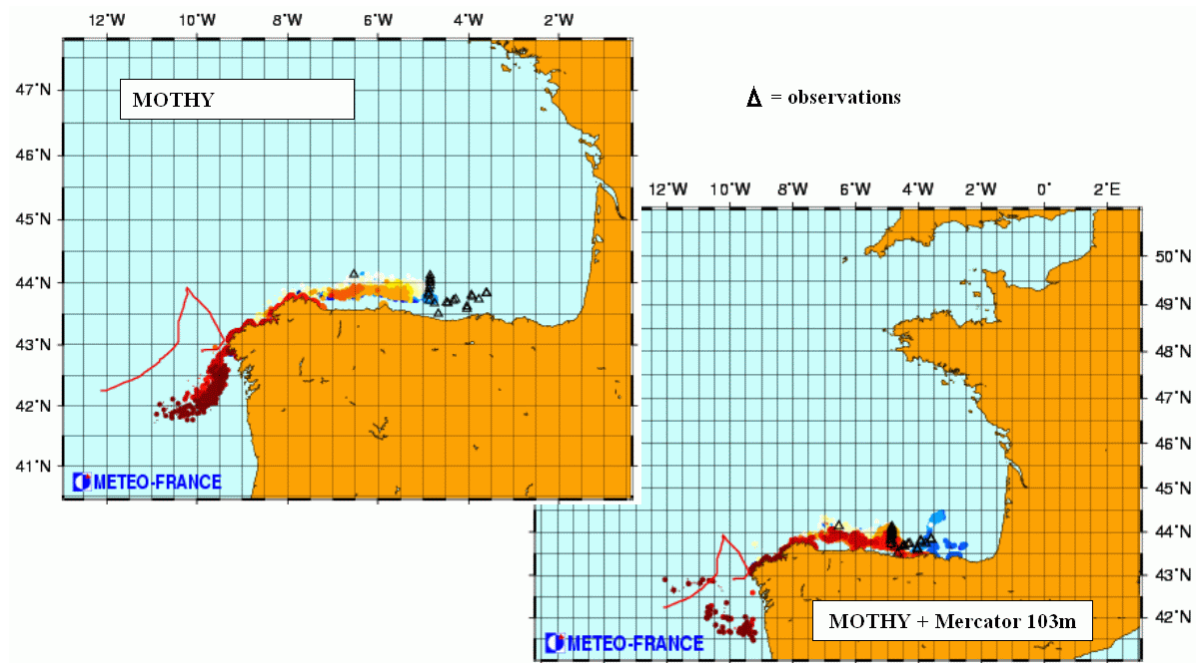 12°W 10°W 8°W 6°W 4°W 2°W
47°N
MOTHY
Δ = observations
46°N
45°N
12°W 10°W 8°W 6°W 4°W 2°W 0° 2°E
44°N
50°N
43°N
49°N
42°N
48°N
41°N
47°N
METEO-FRANCE
46°N
45°N
44°N
43°N
MOTHY + Mercator 103m
42°N
METEO-FRANCE